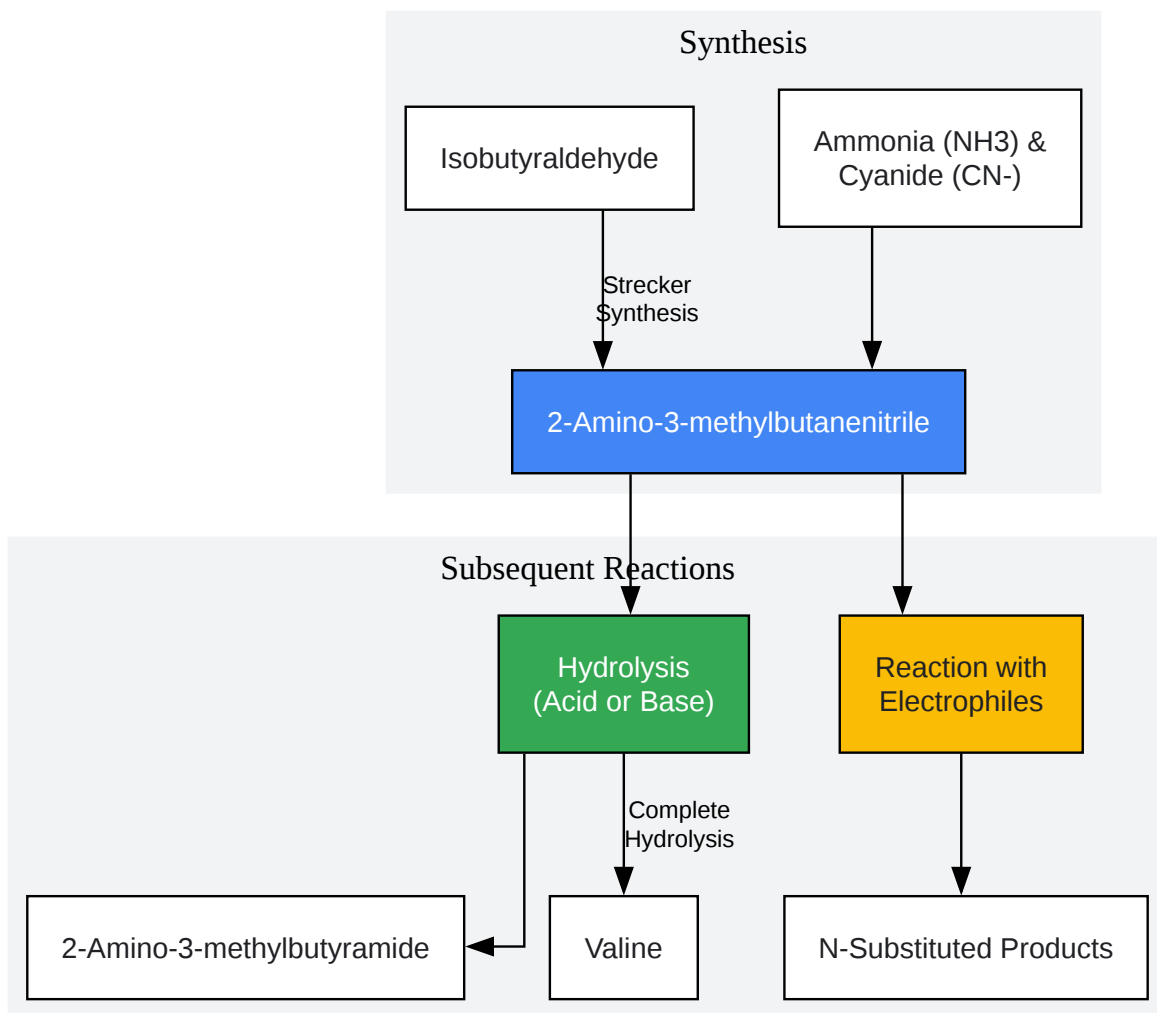 Synthesis
Isobutyraldehyde
Ammonia (NH3) &
Cyanide (CN-)
Strecker
Synthesis
2-Amino-3-methylbutanenitrile
Subsequent Reactions
Hydrolysis
(Acid or Base)
Reaction with
Electrophiles
Complete
Hydrolysis
2-Amino-3-methylbutyramide
Valine
N-Substituted Products